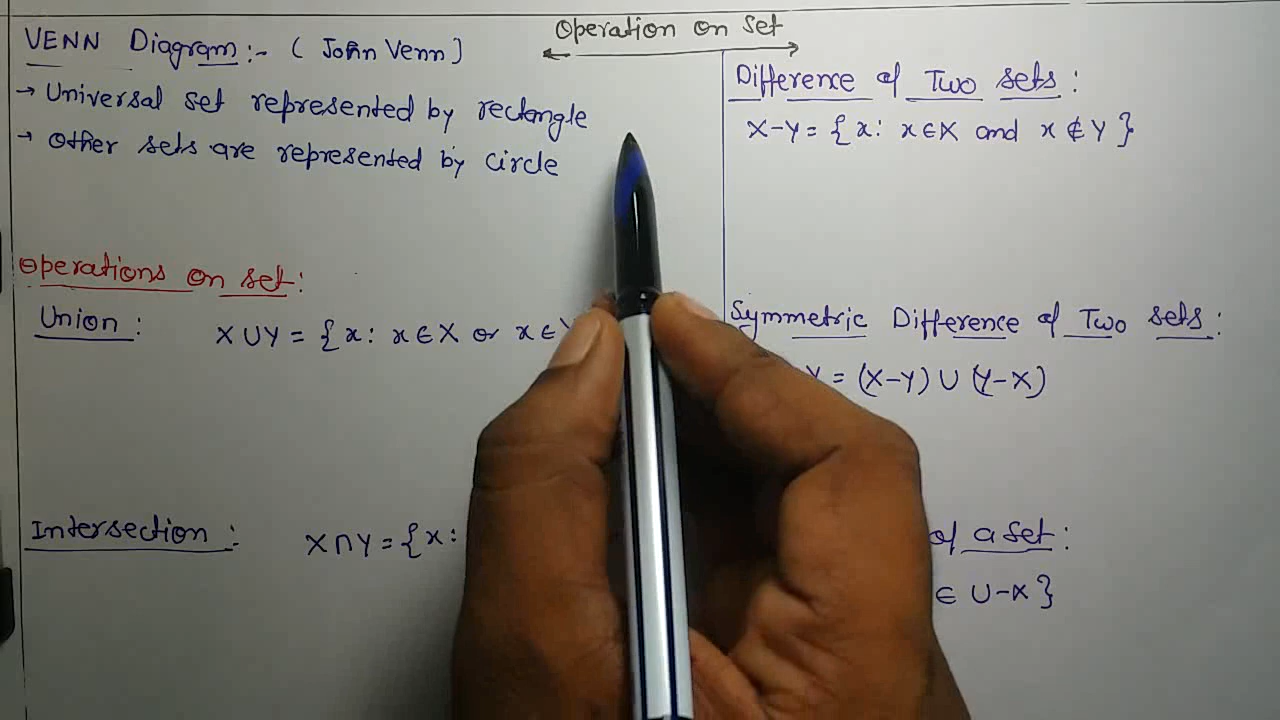 Operation on Set
VENN Diagram :- ( John Venn )
→ Universal set represented by rectangle
→ Other sets are represented by Circle
Operations on set :
Union : X ∪ Y = { x : x ∈ X or x ∈ Y
Intersection : X ∩ Y = { x :
Difference of Two sets :
X - Y = { x : x ∈ X and x ∉ Y }
Symmetric Difference of Two sets :
Y = (X - Y) ∪ (Y - X)
of a set :
∈ U - X }